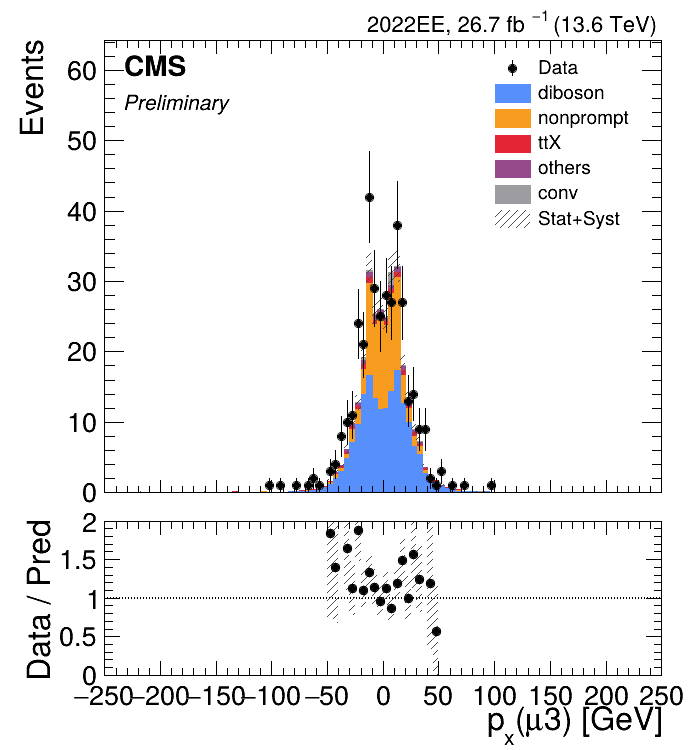 2022EE, 26.7 fb⁻¹ (13.6 TeV)
CMS
Preliminary
Events
60
50
40
30
20
10
0
Data
diboson
nonprompt
ttX
others
conv
Stat+Syst
Data / Pred
2
1.5
1
0.5
0
−250 −200 −150 −100 −50 0 50 100 150 200 250
pₓ(μ3) [GeV]